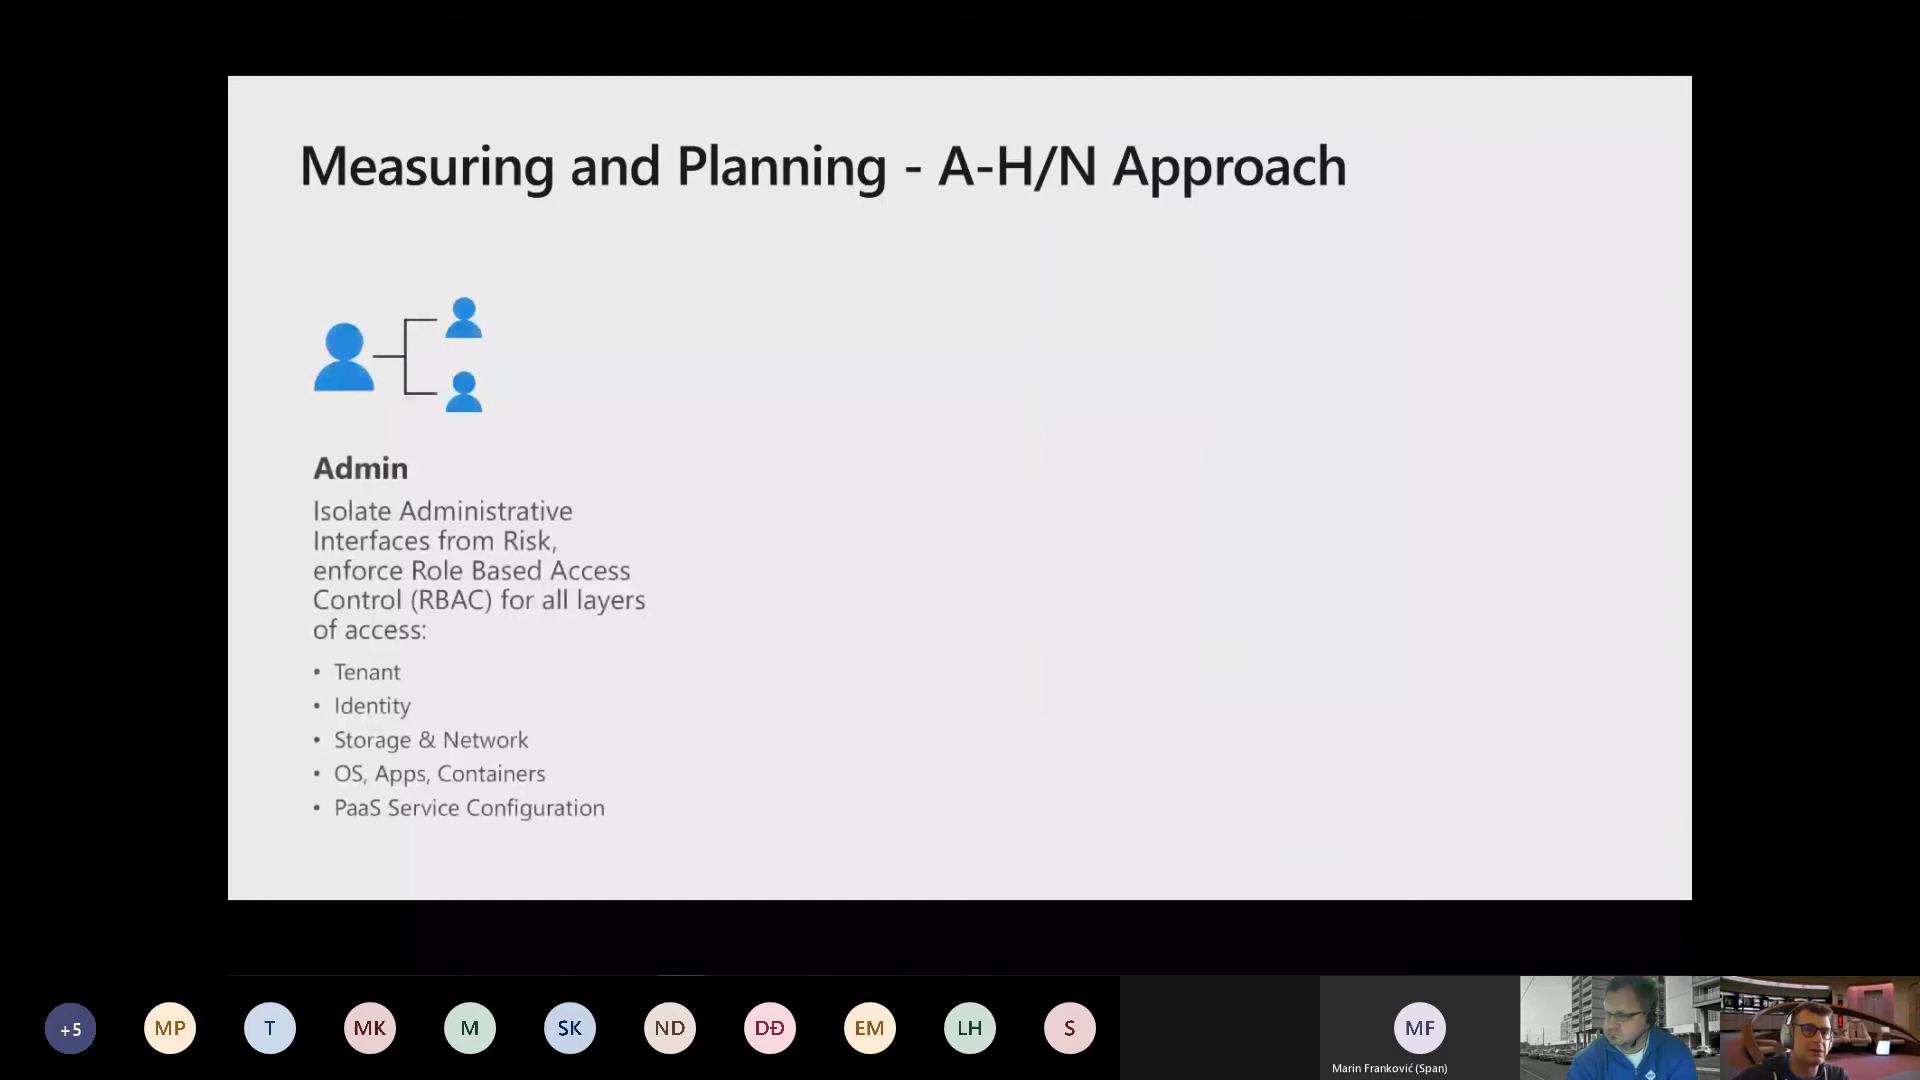 Measuring and Planning - A-H/N Approach
Admin
Isolate Administrative
Interfaces from Risk,
enforce Role Based Access
Control (RBAC) for all layers
of access:
• Tenant
• Identity
• Storage & Network
• OS, Apps, Containers
• PaaS Service Configuration
+5
MP
T
MK
M
SK
ND
DĐ
EM
LH
S
MF
Marin Franković (Span)